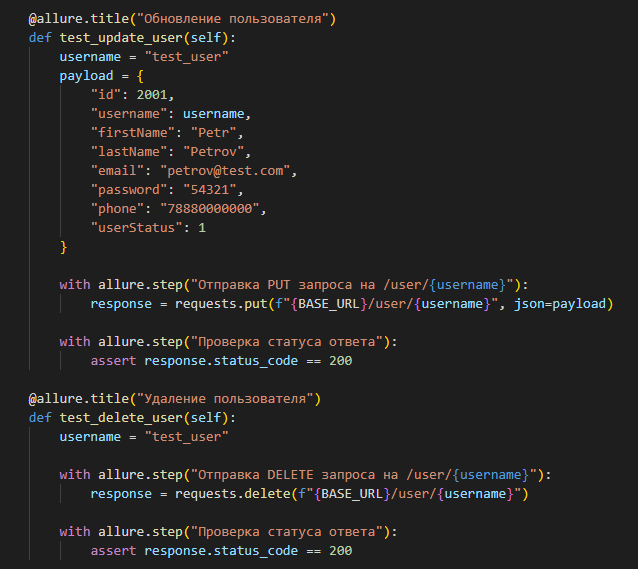 @allure.title("Обновление пользователя")
def test_update_user(self):
    username = "test_user"
    payload = {
        "id": 2001,
        "username": username,
        "firstName": "Petr",
        "lastName": "Petrov",
        "email": "petrov@test.com",
        "password": "54321",
        "phone": "78880000000",
        "userStatus": 1
    }

    with allure.step("Отправка PUT запроса на /user/{username}"):
        response = requests.put(f"{BASE_URL}/user/{username}", json=payload)

    with allure.step("Проверка статуса ответа"):
        assert response.status_code == 200

@allure.title("Удаление пользователя")
def test_delete_user(self):
    username = "test_user"

    with allure.step("Отправка DELETE запроса на /user/{username}"):
        response = requests.delete(f"{BASE_URL}/user/{username}")

    with allure.step("Проверка статуса ответа"):
        assert response.status_code == 200